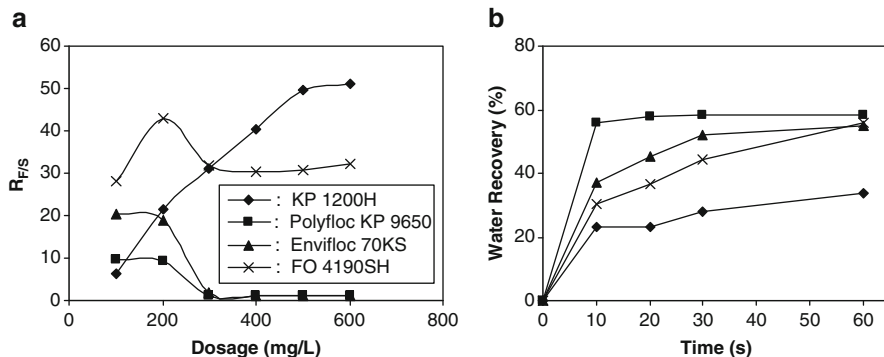 a
60
50
40
30
20
10
0
R_F/S
0 200 400 600 800
Dosage (mg/L)
: KP 1200H
: Polyfloc KP 9650
: Envifloc 70KS
: FO 4190SH
b
80
60
40
20
0
Water Recovery (%)
0 10 20 30 40 50 60
Time (s)